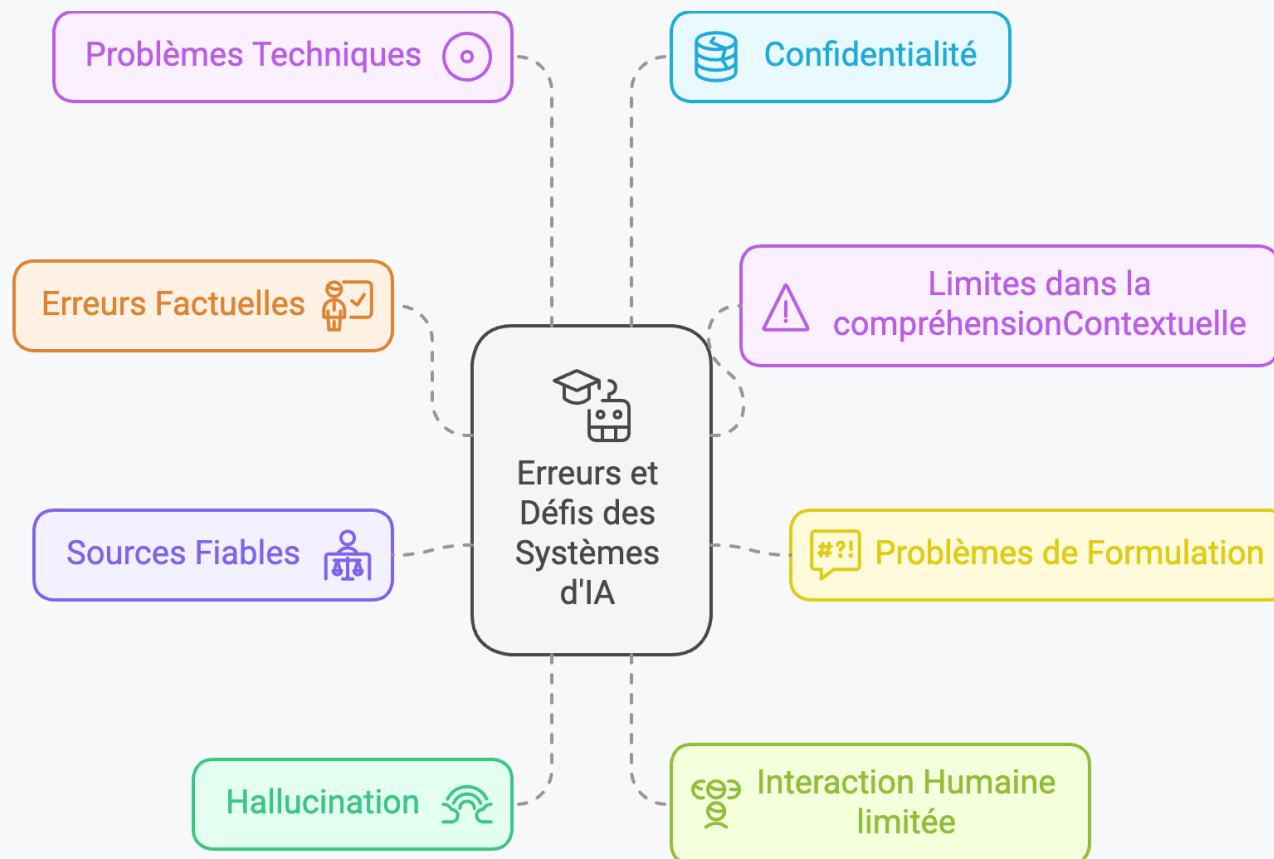 Problèmes Techniques
Confidentialité
Erreurs Factuelles
Limites dans la
compréhensionContextuelle
Erreurs et
Défis des
Systèmes
d'IA
Sources Fiables
#?!
Problèmes de Formulation
Hallucination
Interaction Humaine
limitée